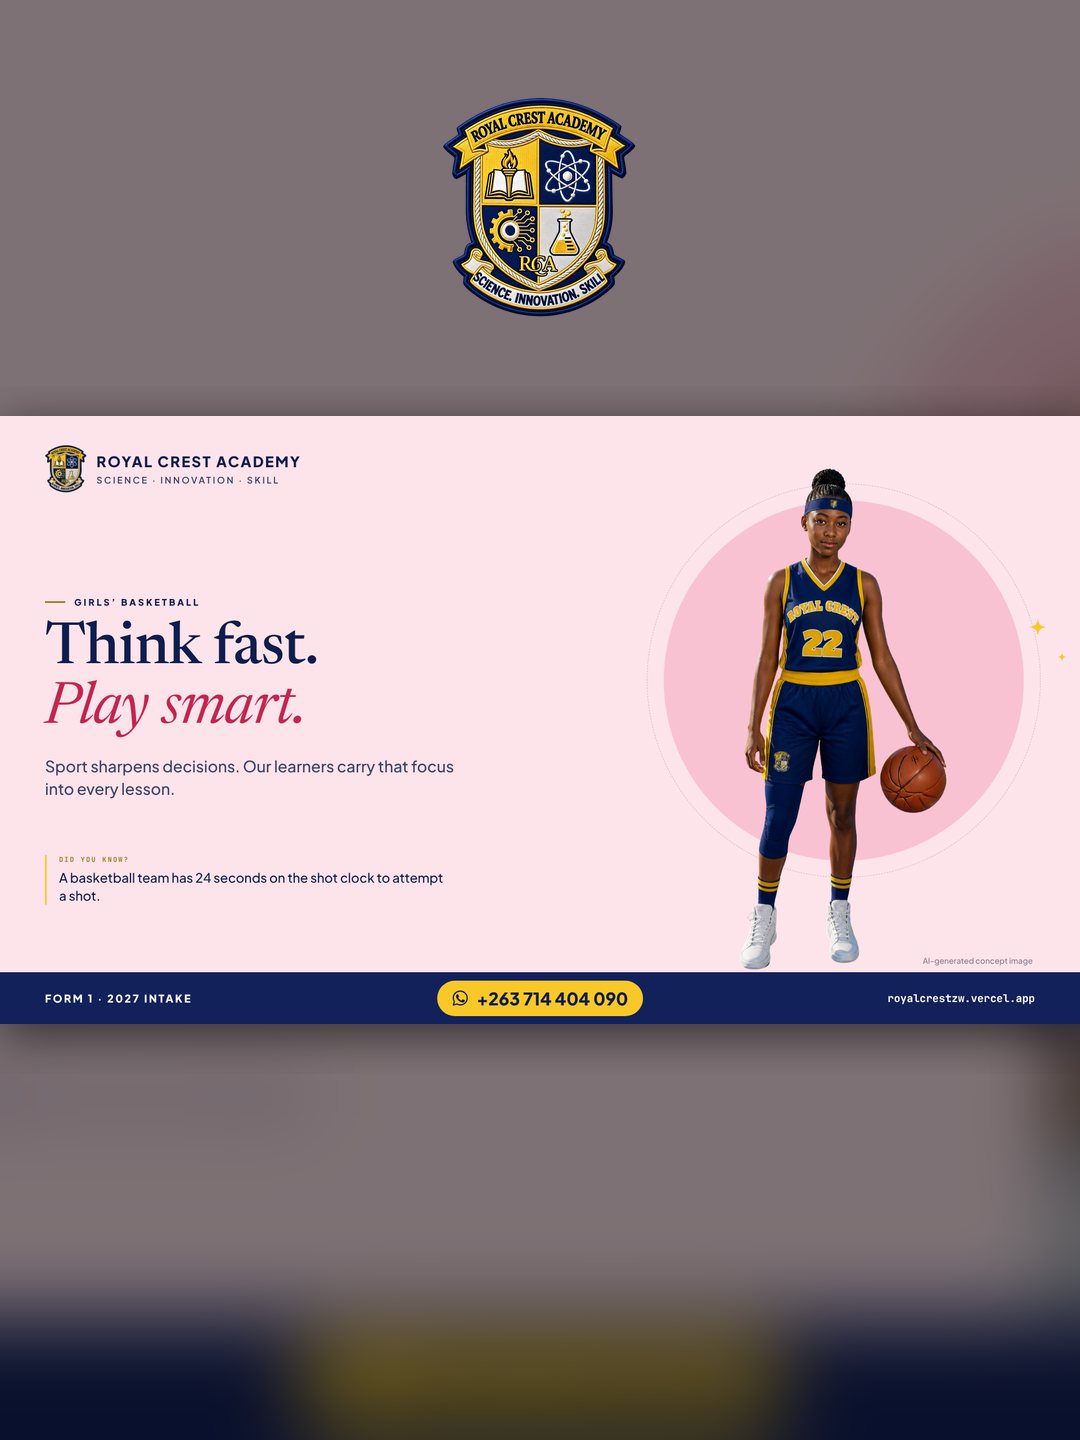 ROYAL CREST ACADEMY
RCA
SCIENCE. INNOVATION. SKILL
ROYAL CREST ACADEMY
SCIENCE · INNOVATION · SKILL
GIRLS’ BASKETBALL
Think fast.
Play smart.
Sport sharpens decisions. Our learners carry that focus
into every lesson.
DID YOU KNOW?
A basketball team has 24 seconds on the shot clock to attempt
a shot.
ROYAL CREST
22
AI-generated concept image
FORM 1 · 2027 INTAKE
+263 714 404 090
royalcrestzw.vercel.app